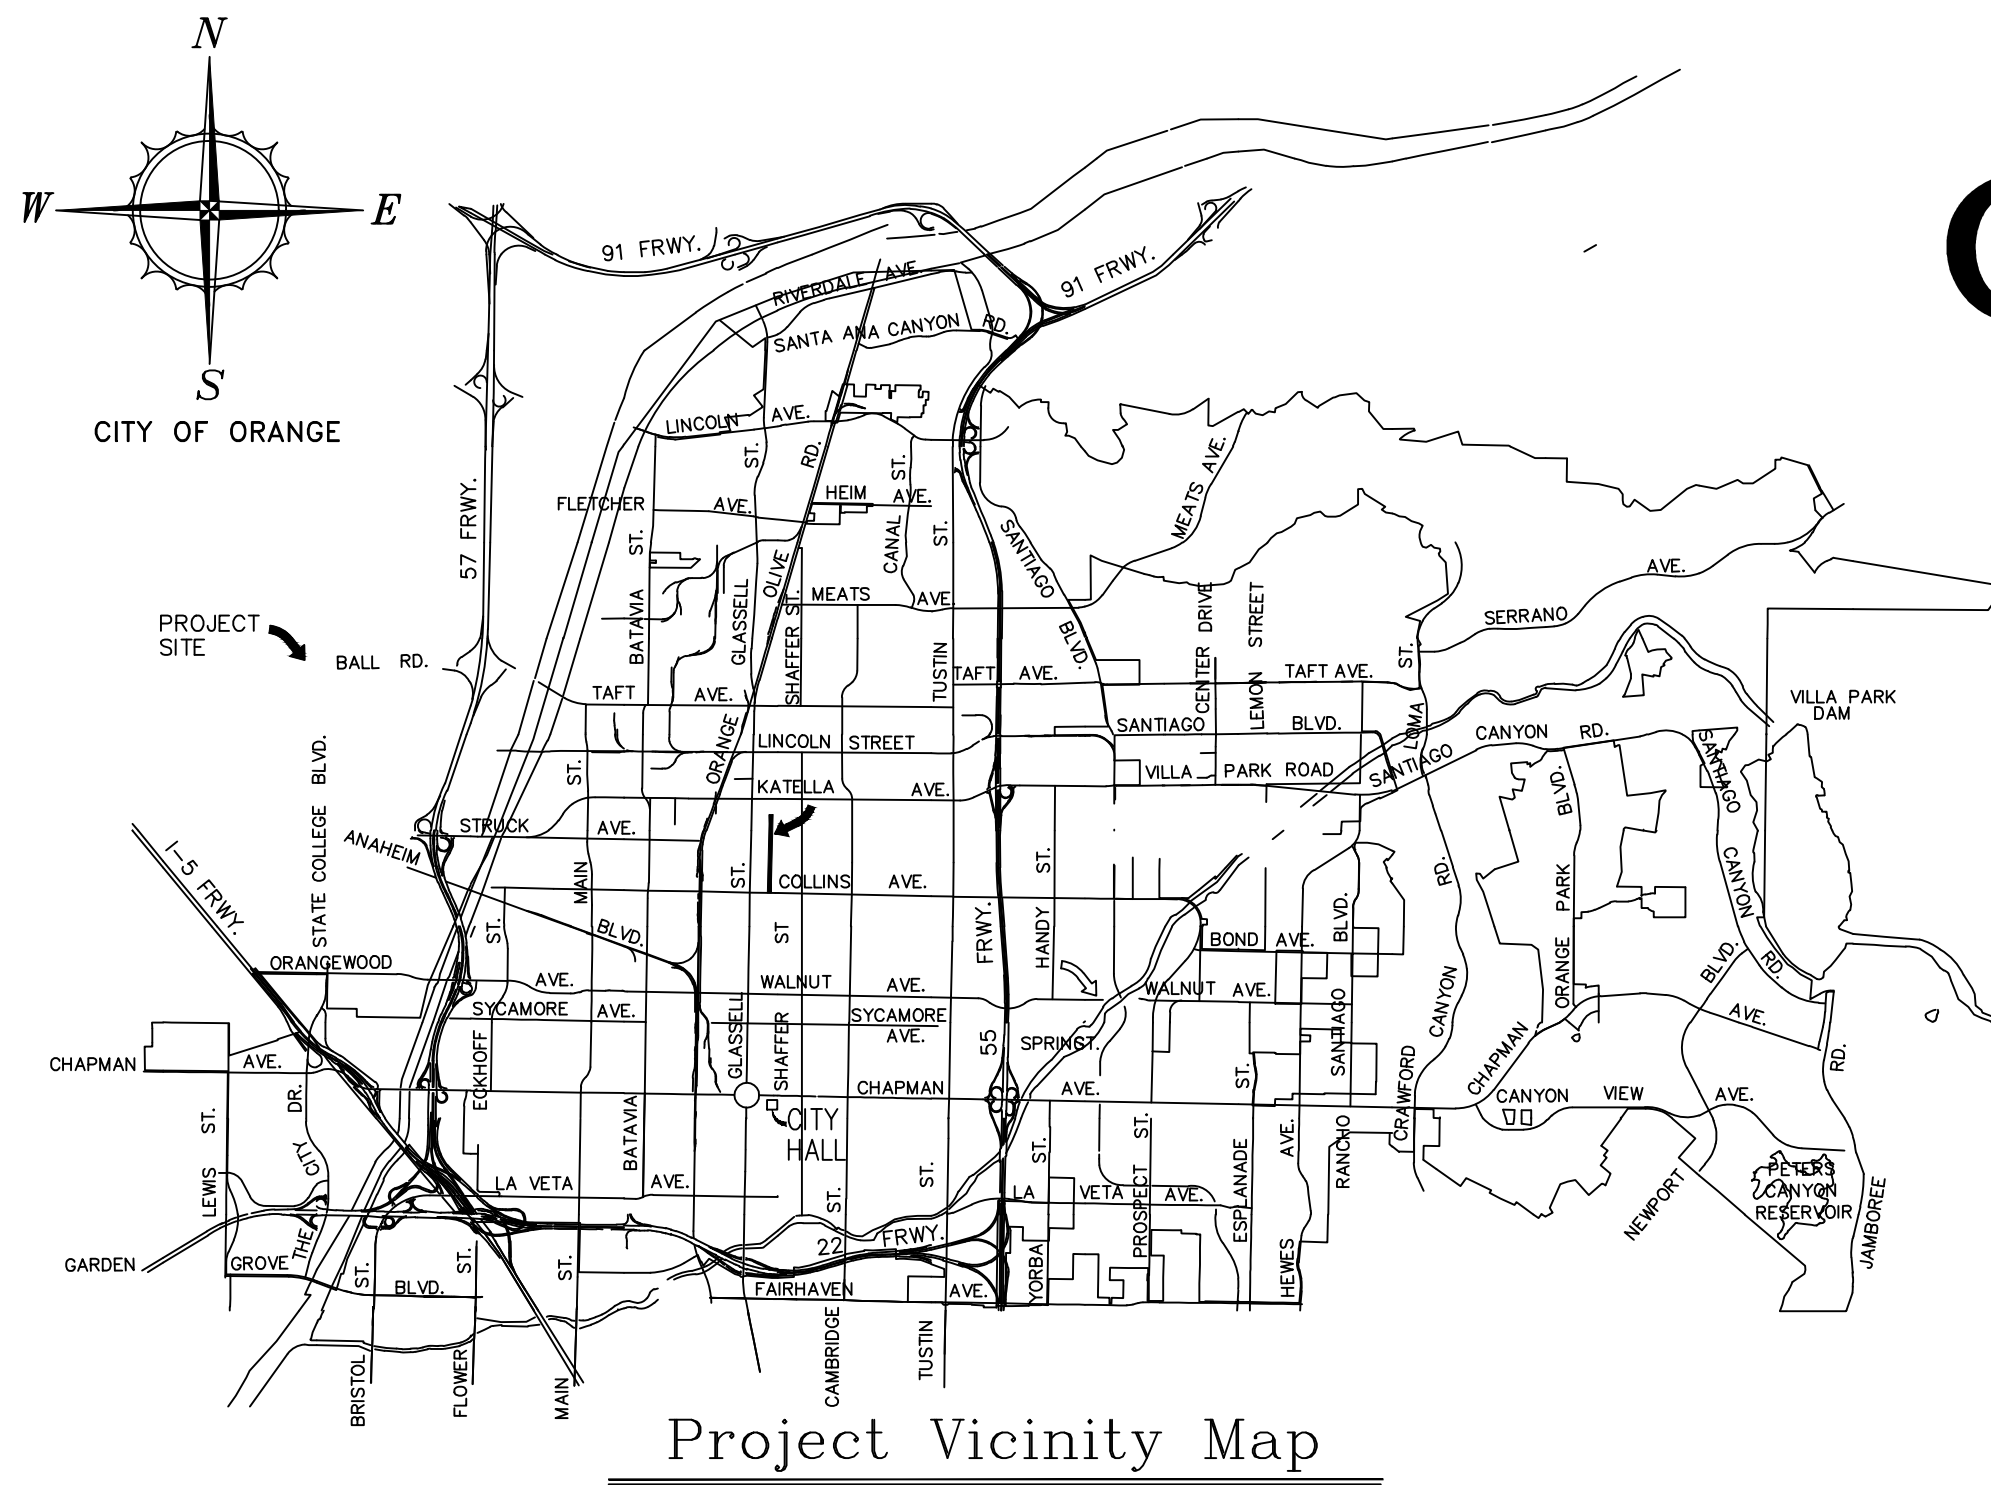 N
W
E
S
CITY OF ORANGE
91 FRWY.
91 FRWY.
RIVERDALE AVE.
SANTA ANA CANYON RD.
LINCOLN AVE.
ST.
RD.
ST.
MEATS AVE.
57 FRWY.
FLETCHER AVE.
HEIM AVE.
ST.
CANAL
ST.
SANTIAGO
BLVD.
OLIVE
MEATS AVE.
BATAVIA
GLASSELL
SHAFFER ST.
TUSTIN
CENTER DRIVE
LEMON STREET
SERRANO AVE.
PROJECT
SITE
BALL RD.
TAFT AVE.
TAFT AVE.
TAFT AVE.
ST.
LOMA
VILLA PARK
DAM
ORANGE
SANTIAGO BLVD.
LINCOLN STREET
SANTIAGO CANYON RD.
VILLA PARK ROAD
KATELLA AVE.
STATE COLLEGE BLVD.
ST.
MAIN
STRUCK AVE.
ANAHEIM BLVD.
I-5 FRWY.
ST.
COLLINS AVE.
ST.
HANDY
FRWY.
55
RD.
CANYON
CRAWFORD
BLVD.
PARK
ORANGE
SANTIAGO
CANYON
RD.
BLVD.
NEWPORT
ST.
ECKHOFF
ST
SHAFFER
BOND AVE.
BLVD.
SANTIAGO
ORANGEWOOD AVE.
WALNUT AVE.
WALNUT AVE.
SYCAMORE AVE.
SYCAMORE
AVE.
GLASSELL
SPRING ST.
CHAPMAN AVE.
CHAPMAN AVE.
CHAPMAN AVE.
CANYON VIEW AVE.
RD.
JAMBOREE
CITY
HALL
ST.
LEWIS
DR.
CITY
THE
BATAVIA
LA VETA AVE.
LA VETA AVE.
ST.
ST.
ST.
YORBA
ST.
PROSPECT
ST.
ESPLANADE
AVE.
HEWES
RANCHO
PETERS
CANYON
RESERVOIR
GARDEN GROVE BLVD.
22 FRWY.
FAIRHAVEN AVE.
ST.
BRISTOL
ST.
FLOWER
ST.
MAIN
CAMBRIDGE
TUSTIN
Project Vicinity Map